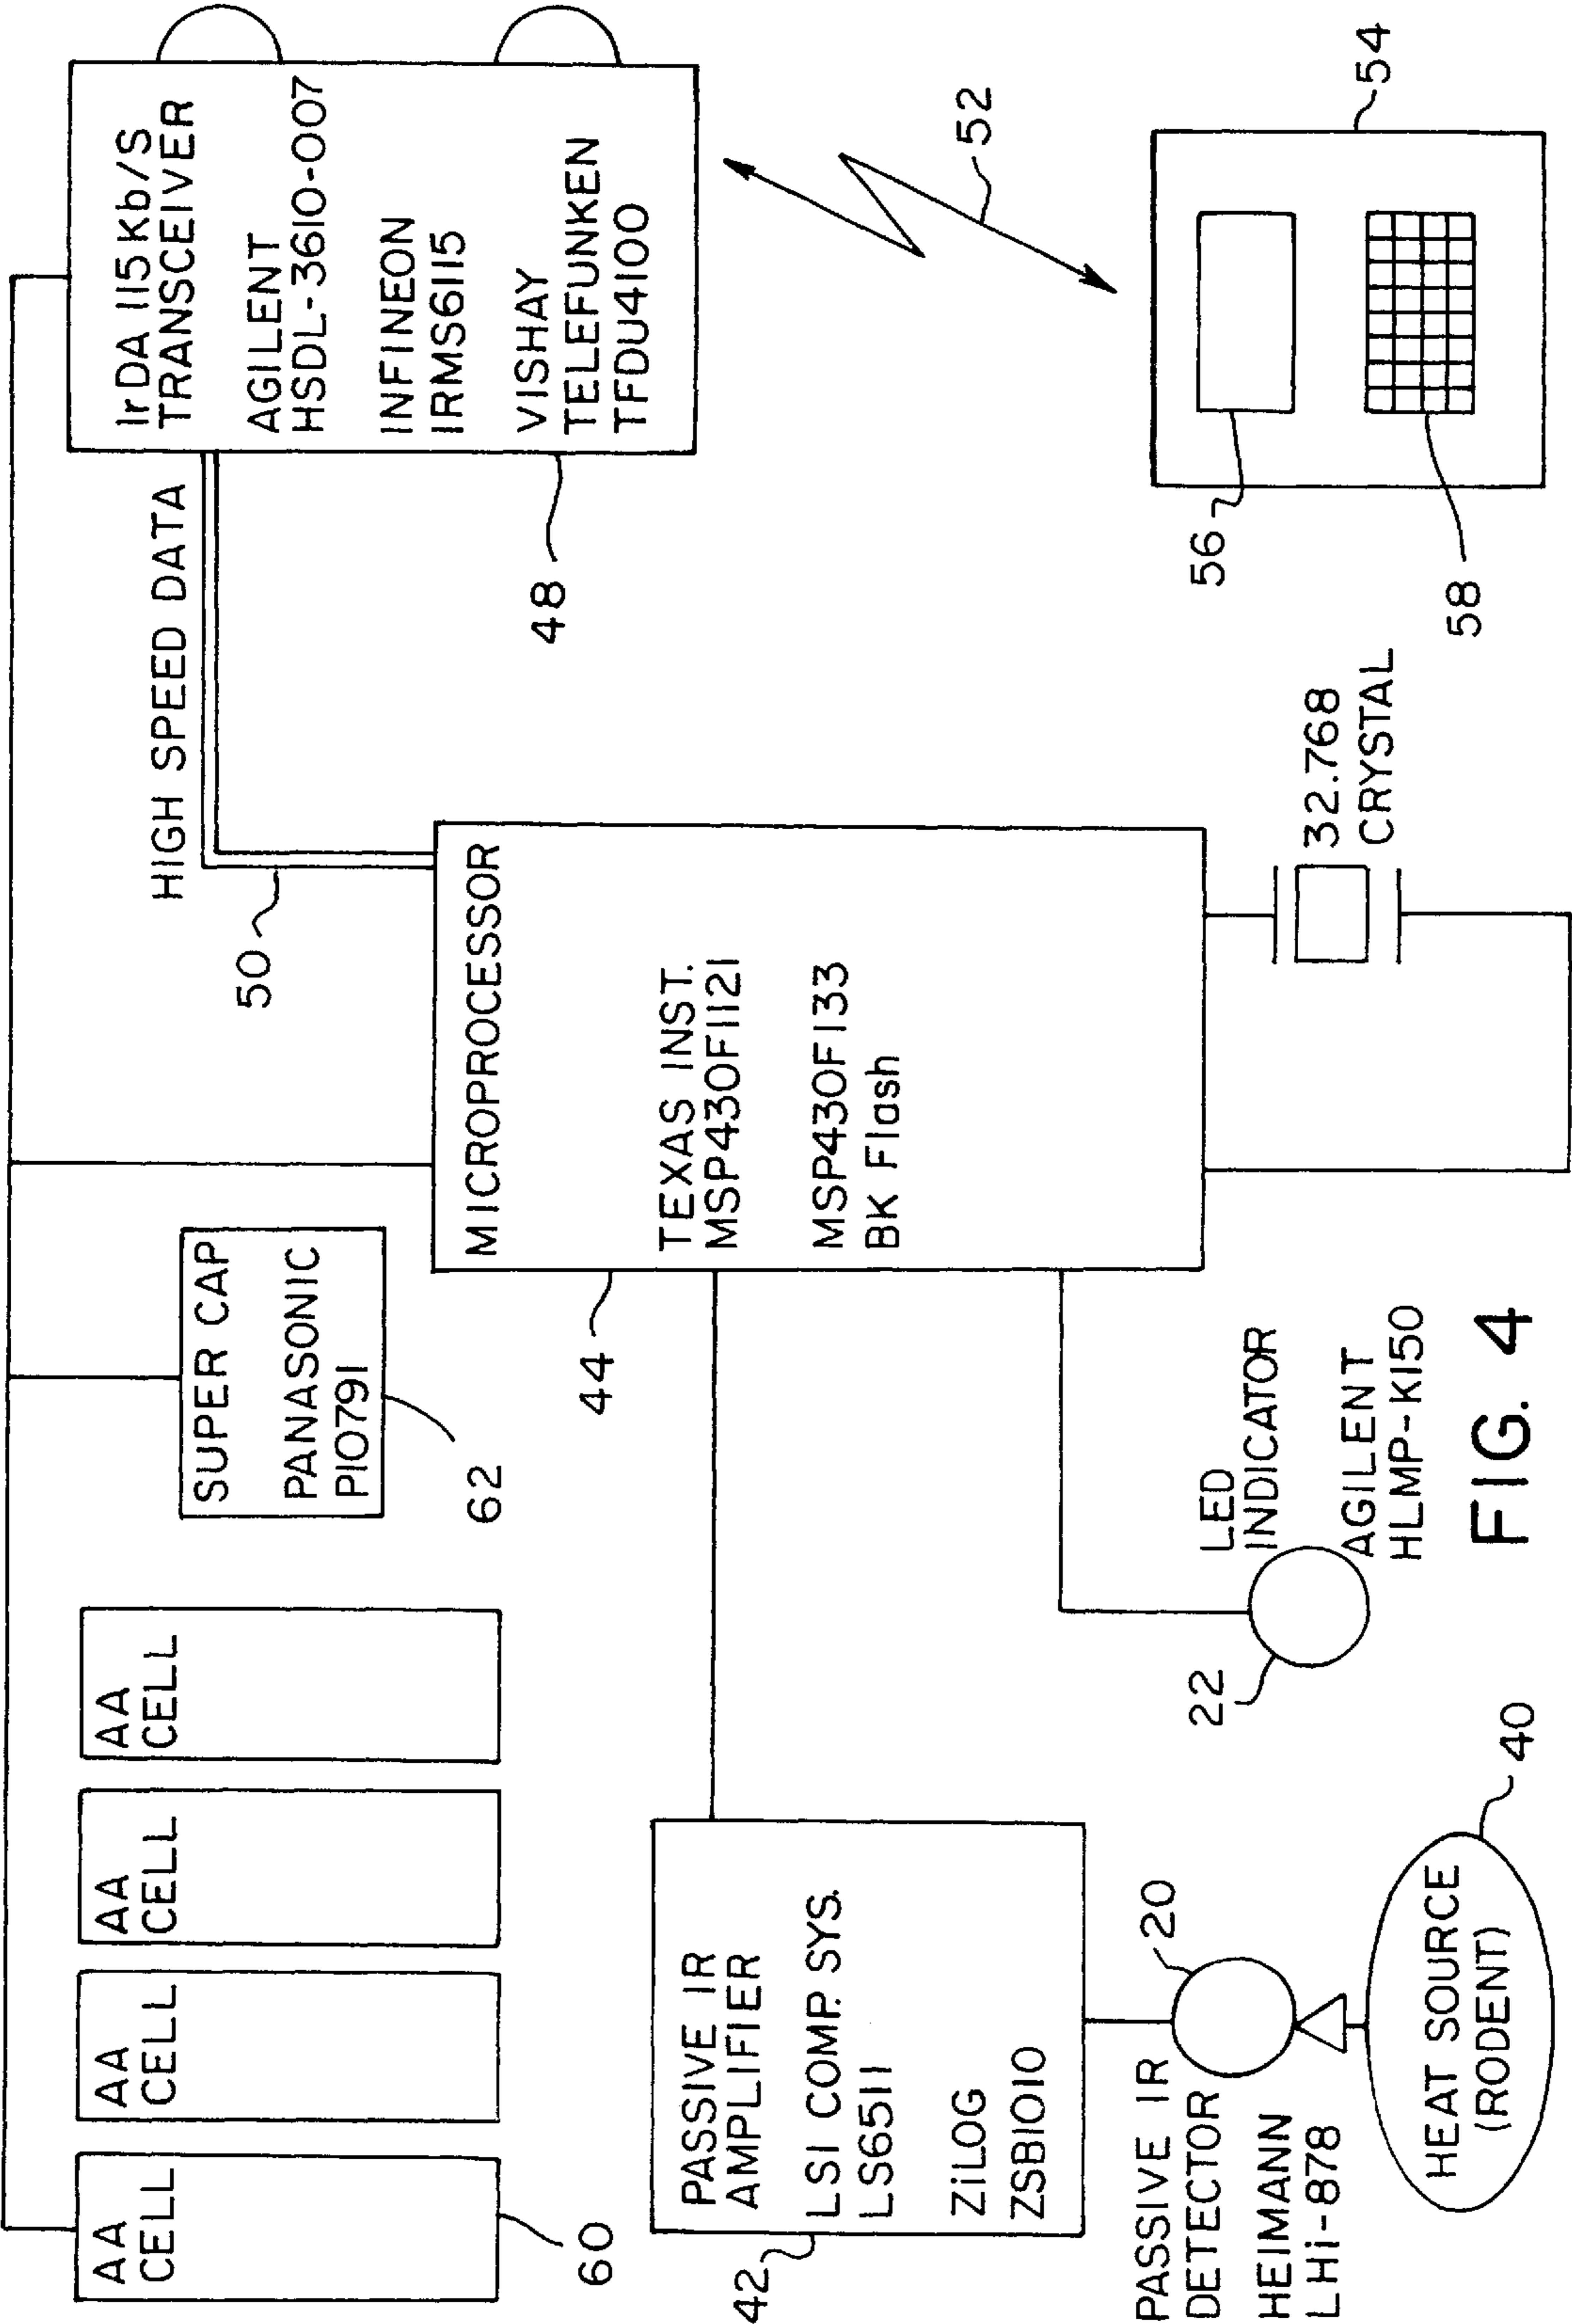 AA
CELL
AA
CELL
AA
CELL
AA
CELL
60
SUPER CAP
PANASONIC
P10791
62
HIGH SPEED DATA
50
IrDA 115Kb/S
TRANSCEIVER
AGILENT
HSDL-3610-007
INFINEON
IRMS6115
VISHAY
TELEFUNKEN
TFDU4100
48
MICROPROCESSOR
TEXAS INST.
MSP430F1121
MSP430F133
8K Flash
44
PASSIVE IR
AMPLIFIER
LSI COMP. SYS.
LS6511
ZiLOG
ZSB1010
42
52
54
56
58
32.768
CRYSTAL
LED
INDICATOR
AGILENT
HLMP-K150
22
PASSIVE IR
DETECTOR
HEIMANN
LHi-878
20
HEAT SOURCE
(RODENT)
40
FIG. 4